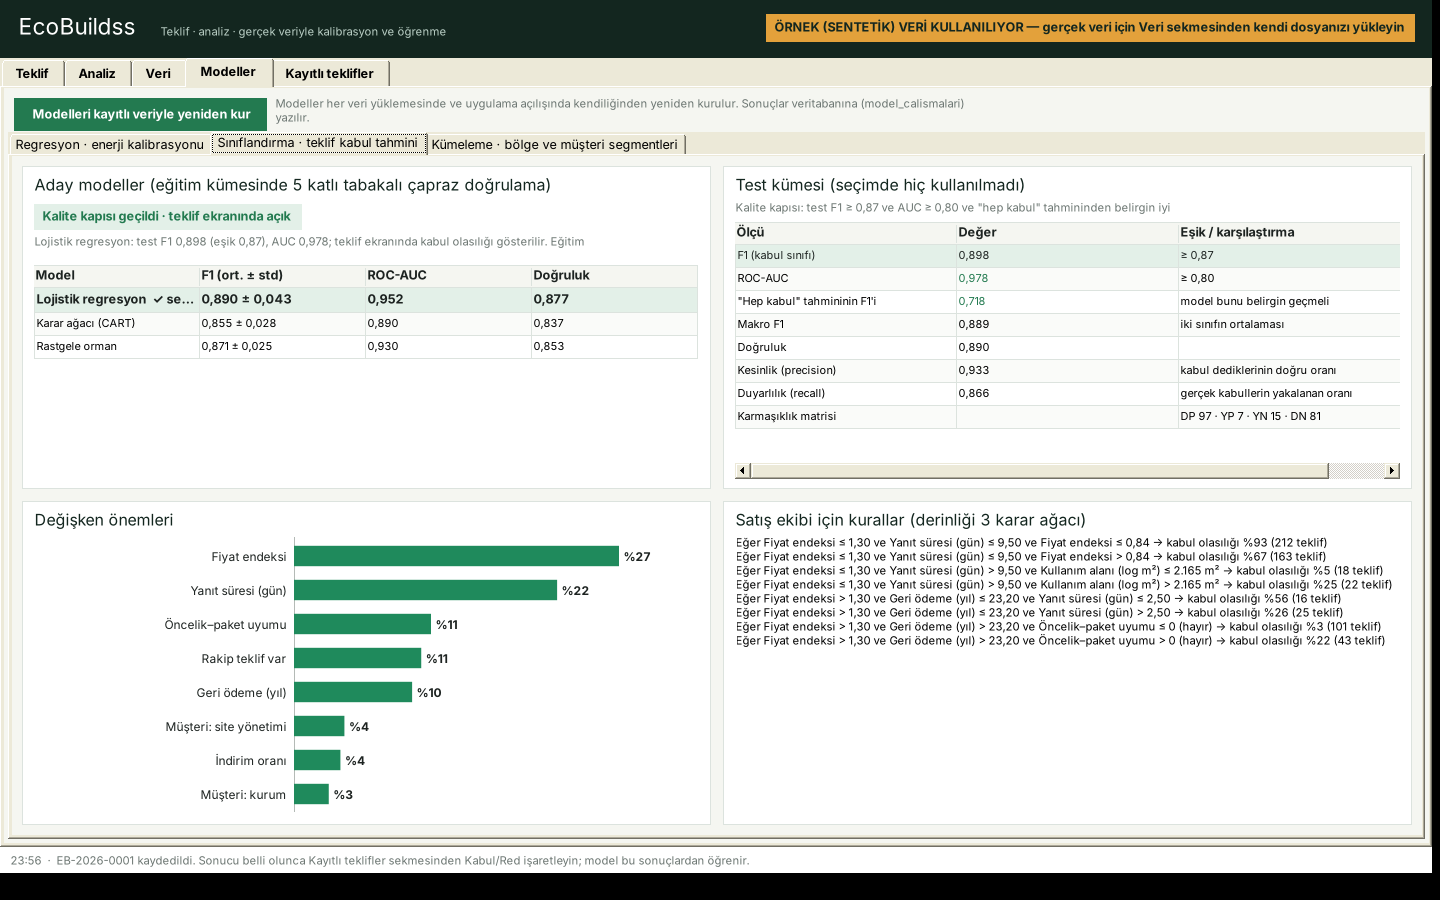 EcoBuildss
Teklif · analiz · gerçek veriyle kalibrasyon ve öğrenme
ÖRNEK (SENTETİK) VERİ KULLANILIYOR — gerçek veri için Veri sekmesinden kendi dosyanızı yükleyin
Teklif Analiz Veri Modeller Kayıtlı teklifler
Modelleri kayıtlı veriyle yeniden kur
Modeller her veri yüklemesinde ve uygulama açılışında kendiliğinden yeniden kurulur. Sonuçlar veritabanına (model_calismalari)
yazılır.
Regresyon · enerji kalibrasyonu Sınıflandırma · teklif kabul tahmini Kümeleme · bölge ve müşteri segmentleri
Aday modeller (eğitim kümesinde 5 katlı tabakalı çapraz doğrulama)
Kalite kapısı geçildi · teklif ekranında açık
Lojistik regresyon: test F1 0,898 (eşik 0,87), AUC 0,978; teklif ekranında kabul olasılığı gösterilir. Eğitim
Model F1 (ort. ± std) ROC-AUC Doğruluk
Lojistik regresyon ✓ se... 0,890 ± 0,043 0,952 0,877
Karar ağacı (CART) 0,855 ± 0,028 0,890 0,837
Rastgele orman 0,871 ± 0,025 0,930 0,853
Test kümesi (seçimde hiç kullanılmadı)
Kalite kapısı: test F1 ≥ 0,87 ve AUC ≥ 0,80 ve "hep kabul" tahmininden belirgin iyi
Ölçü Değer Eşik / karşılaştırma
F1 (kabul sınıfı) 0,898 ≥ 0,87
ROC-AUC 0,978 ≥ 0,80
"Hep kabul" tahmininin F1'i 0,718 model bunu belirgin geçmeli
Makro F1 0,889 iki sınıfın ortalaması
Doğruluk 0,890
Kesinlik (precision) 0,933 kabul dediklerinin doğru oranı
Duyarlılık (recall) 0,866 gerçek kabullerin yakalanan oranı
Karmaşıklık matrisi DP 97 · YP 7 · YN 15 · DN 81
Değişken önemleri
Fiyat endeksi %27
Yanıt süresi (gün) %22
Öncelik–paket uyumu %11
Rakip teklif var %11
Geri ödeme (yıl) %10
Müşteri: site yönetimi %4
İndirim oranı %4
Müşteri: kurum %3
Satış ekibi için kurallar (derinliği 3 karar ağacı)
Eğer Fiyat endeksi ≤ 1,30 ve Yanıt süresi (gün) ≤ 9,50 ve Fiyat endeksi ≤ 0,84 → kabul olasılığı %93 (212 teklif)
Eğer Fiyat endeksi ≤ 1,30 ve Yanıt süresi (gün) ≤ 9,50 ve Fiyat endeksi > 0,84 → kabul olasılığı %67 (163 teklif)
Eğer Fiyat endeksi ≤ 1,30 ve Yanıt süresi (gün) > 9,50 ve Kullanım alanı (log m²) ≤ 2.165 m² → kabul olasılığı %5 (18 teklif)
Eğer Fiyat endeksi ≤ 1,30 ve Yanıt süresi (gün) > 9,50 ve Kullanım alanı (log m²) > 2.165 m² → kabul olasılığı %25 (22 teklif)
Eğer Fiyat endeksi > 1,30 ve Geri ödeme (yıl) ≤ 23,20 ve Yanıt süresi (gün) ≤ 2,50 → kabul olasılığı %56 (16 teklif)
Eğer Fiyat endeksi > 1,30 ve Geri ödeme (yıl) ≤ 23,20 ve Yanıt süresi (gün) > 2,50 → kabul olasılığı %26 (25 teklif)
Eğer Fiyat endeksi > 1,30 ve Geri ödeme (yıl) > 23,20 ve Öncelik–paket uyumu ≤ 0 (hayır) → kabul olasılığı %3 (101 teklif)
Eğer Fiyat endeksi > 1,30 ve Geri ödeme (yıl) > 23,20 ve Öncelik–paket uyumu > 0 (hayır) → kabul olasılığı %22 (43 teklif)
23:56 · EB-2026-0001 kaydedildi. Sonucu belli olunca Kayıtlı teklifler sekmesinden Kabul/Red işaretleyin; model bu sonuçlardan öğrenir.